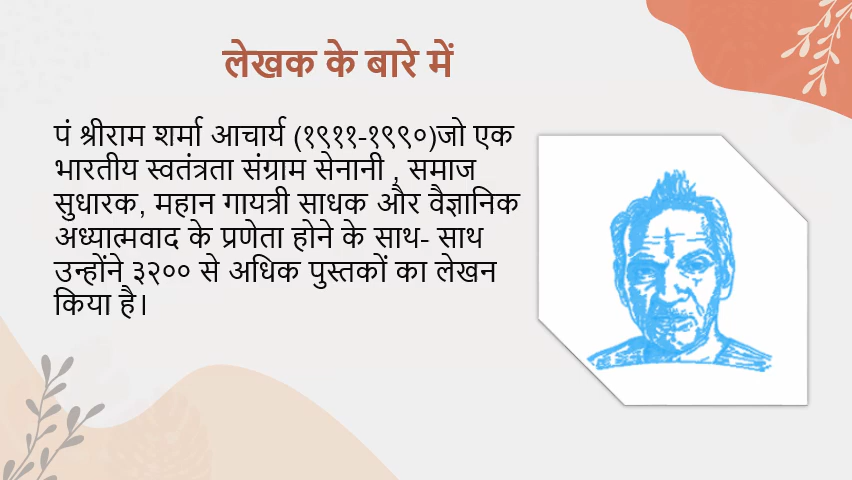 लेखक के बारे में
पं श्रीराम शर्मा आचार्य (१९११-१९९०)जो एक
भारतीय स्वतंत्रता संग्राम सेनानी , समाज
सुधारक, महान गायत्री साधक और वैज्ञानिक
अध्यात्मवाद के प्रणेता होने के साथ- साथ
उन्होंने ३२०० से अधिक पुस्तकों का लेखन
किया है।